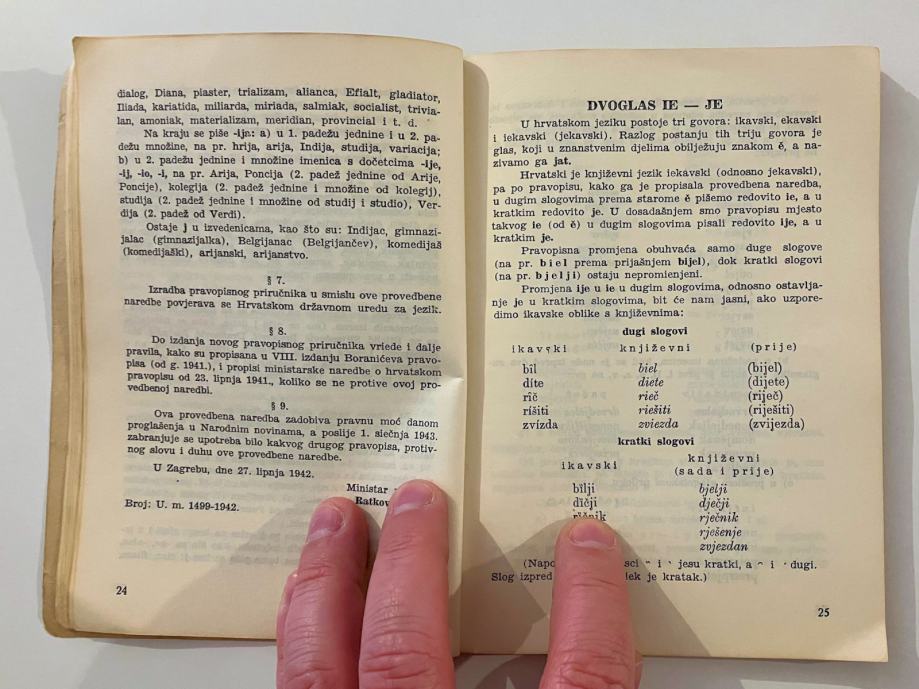 dialog, Diana, piaster, trializam, alianca, Efialt, gladiator,
Iliada, kariatida, miliarda, miriada, salmiak, socialist, trivia-
lan, amoniak, materializam, meridian, provincial i t. d.
Na kraju se piše -ija: a) u 1. padežu jednine i u 2. pa-
dežu množine, na pr. hrija, arija, Indija, studija, variacija;
b) u 2. padežu jednine i množine imenica s dočetcima -ije,
-ij, -io, -i, na pr. Arija, Poncija (2. padež jednine od Arije,
Poncije), kolegija (2. padež jednine i množine od kolegij),
studija (2. padež jednine i množine od studij i studio), Ver-
dija (2. padež od Verdi).
Ostaje j u izvedenicama, kao što su: Indijac, gimnazi-
jalac (gimnazijalka), Belgijanac (Belgijančev), komedijaš
(komedijaški), arijanski, arijanstvo.
§ 7.
Izradba pravopisnog priručnika u smislu ove provedbene
naredbe povjerava se Hrvatskom državnom uredu za jezik.
§ 8.
Do izdanja novog pravopisnog priručnika vriede i dalje
pravila, kako su propisana u VIII. izdanju Boranićeva pravo-
pisa (od g. 1941.), i propisi ministarske naredbe o hrvatskom
pravopisu od 23. lipnja 1941., koliko se ne protive ovoj pro-
vedbenoj naredbi.
§ 9.
Ova provedbena naredba zadobiva pravnu moć danom
proglašenja u Narodnim novinama, a poslije 1. siečnja 1943.
zabranjuje se upotreba bilo kakvog drugog pravopisa, protiv-
nog slovu i duhu ove provedbene naredbe.
U Zagrebu, dne 27. lipnja 1942.
Ministar
Broj: U. m. 1499-1942.
24
DVOGLAS IE — JE
U hrvatskom jeziku postoje tri govora: ikavski, ekavski
i iekavski (jekavski). Razlog postanju tih triju govora je
glas, koji u znanstvenim djelima obilježuju znakom ě, a na-
zivamo ga jat.
Hrvatski je književni jezik iekavski (odnosno jekavski),
pa po pravopisu, kako ga je propisala provedbena naredba,
u dugim slogovima prema starome ě pišemo redovito ie, a u
kratkim redovito je. U dosadašnjem smo pravopisu mjesto
takvog ie (od ě) u dugim slogovima pisali redovito ije, a u
kratkim je.
Pravopisna promjena obuhvaća samo duge slogove
(na pr. biel prema prijašnjem bijel), dok kratki slogovi
(na pr. bjelji) ostaju nepromienjeni.
Promjena ije u ie u dugim slogovima, odnosno ostavlja-
nje je u kratkim slogovima, bit će nam jasni, ako uspore-
dimo ikavske oblike s književnima:
dugi slogovi
ikavski književni (prije)
bîl biel (bijel)
díte diete (dijete)
rîč rieč (riječ)
ríšiti riešiti (riješiti)
zvízda zviezda (zvijezda)
kratki slogovi
ikavski književni
(sada i prije)
bìlji bjelji
dȉčji dječji
rječnik
rješenje
zvjezdan
jesu kratki, a ^ i ´ dugi.
Slog izpred je kratak.)
25